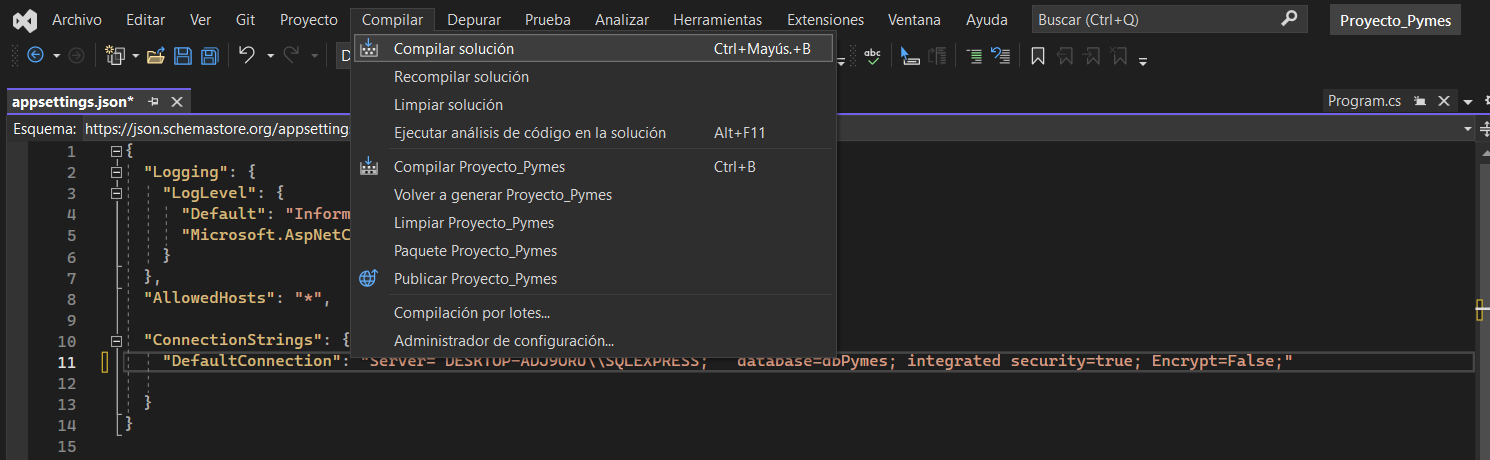 Archivo Editar Ver Git Proyecto Compilar Depurar Prueba Analizar Herramientas Extensiones Ventana Ayuda Buscar (Ctrl+Q) Proyecto_Pymes
Compilar solución Ctrl+Mayús.+B
Recompilar solución
Limpiar solución
Ejecutar análisis de código en la solución Alt+F11
Compilar Proyecto_Pymes Ctrl+B
Volver a generar Proyecto_Pymes
Limpiar Proyecto_Pymes
Paquete Proyecto_Pymes
Publicar Proyecto_Pymes
Compilación por lotes...
Administrador de configuración...
D
abc
appsettings.json* Program.cs
Esquema: https://json.schemastore.org/appsettings
1 {
2 "Logging": {
3 "LogLevel": {
4 "Default": "Inform
5 "Microsoft.AspNetC
6 }
7 },
8 "AllowedHosts": "*",
9
10 "ConnectionStrings": {
11 "DefaultConnection": "Server= DESKTOP-ADJ9URU\\SQLEXPRESS; database=dbPymes; integrated security=true; Encrypt=False;"
12
13 }
14 }
15